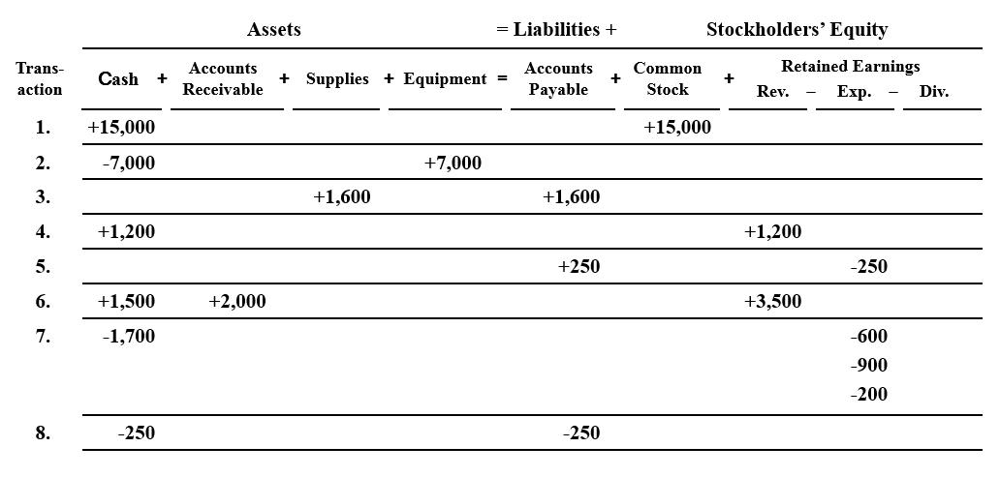 Assets = Liabilities + Stockholders’ Equity
Trans-
action
Cash + Accounts Receivable + Supplies + Equipment = Accounts Payable + Common Stock + Retained Earnings
Rev. – Exp. – Div.
1. +15,000 +15,000
2. -7,000 +7,000
3. +1,600 +1,600
4. +1,200 +1,200
5. +250 -250
6. +1,500 +2,000 +3,500
7. -1,700 -600
-900
-200
8. -250 -250